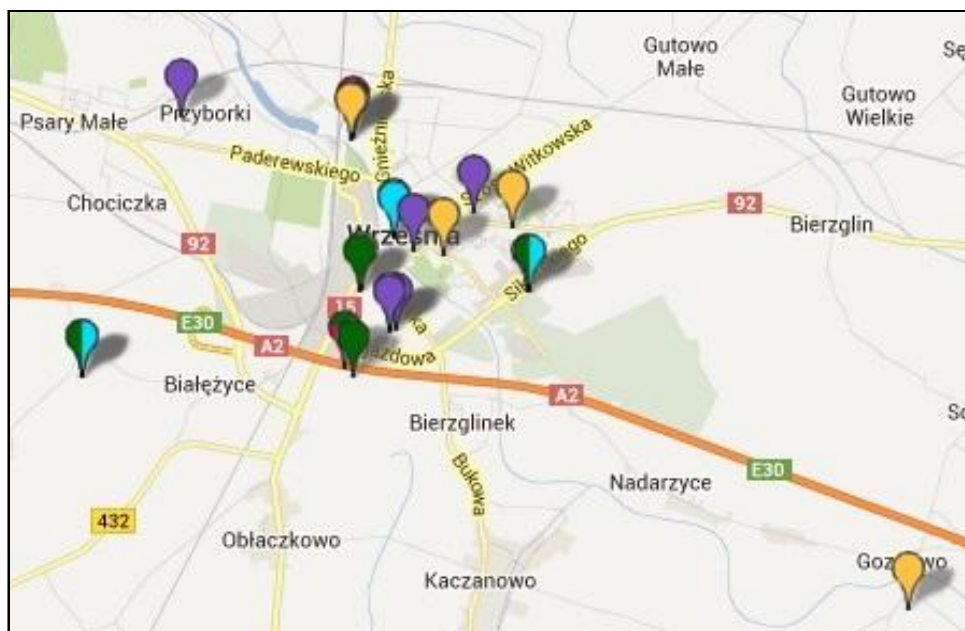 Gutowo
Małe
Gutowo
Wielkie
Przyborki
Psary Małe
Paderewskiego
Witkowska
Chociczka
92
92
Bierzglin
Września
15
E30
A2
Białężyce
A2
Bierzglinek
E30
Bukowa
Nadarzyce
432
Obłaczkowo
Kaczanowo